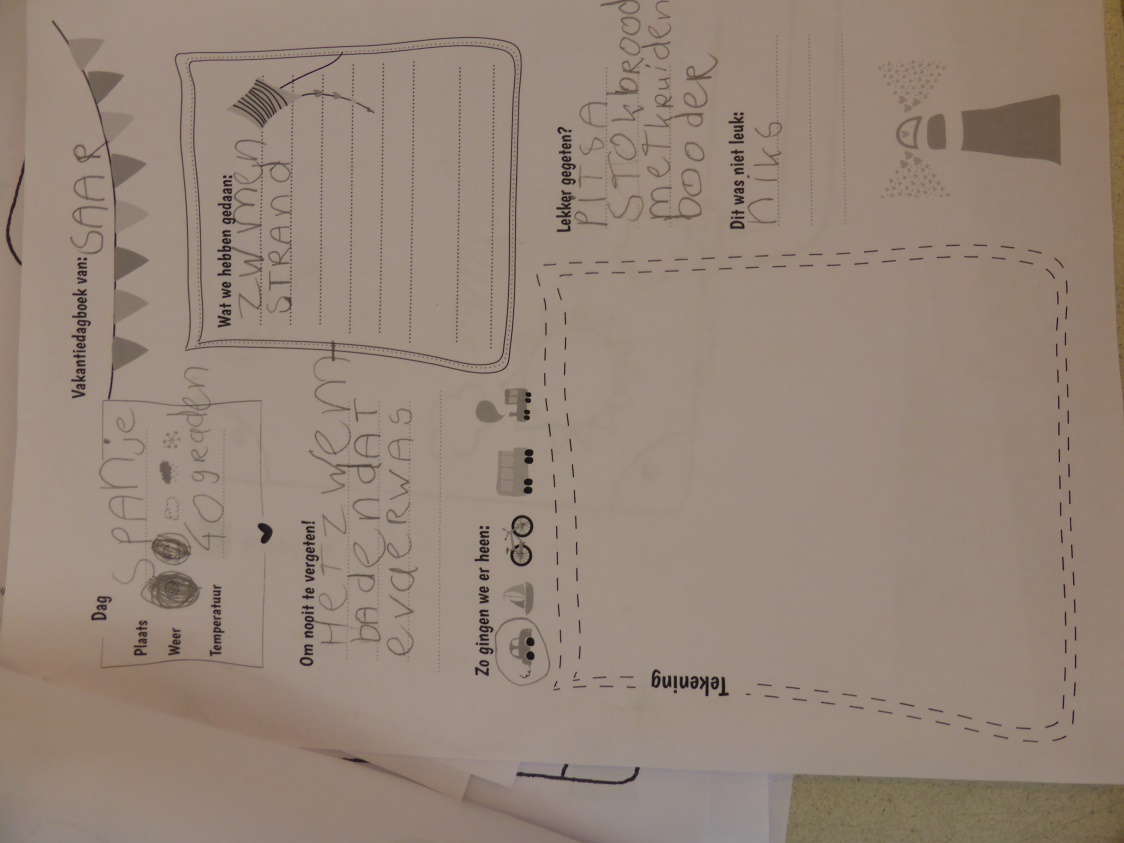 Vakantiedagboek van: SAAR
Dag
Plaats SPANje
Weer
Temperatuur 40 graden
Wat we hebben gedaan:
ZWMEN
STRAND
Om nooit te vergeten!
HeT ZWEM
bAdeNDAT
evdeRWAS
Zo gingen we er heen:
Lekker gegeten?
PITSA
STOkbROOD
meTkRuiden
booder
Dit was niet leuk:
niks
Tekening